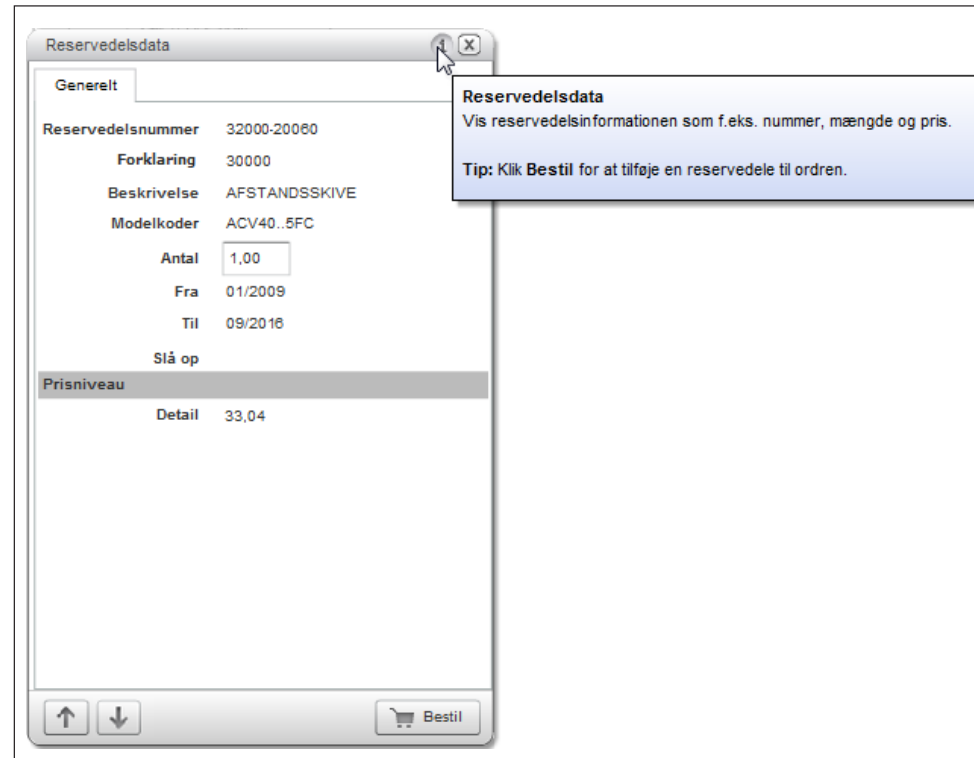 Reservedelsdata
Generelt
Reservedelsnummer 32000-20060
Forklaring 30000
Beskrivelse AFSTANDSSKIVE
Modelkoder ACV40..5FC
Antal 1,00
Fra 01/2009
Til 09/2016
Slå op
Prisniveau
Detail 33,04
Bestil
Reservedelsdata
Vis reservedelsinformationen som f.eks. nummer, mængde og pris.
Tip: Klik Bestil for at tilføje en reservedele til ordren.